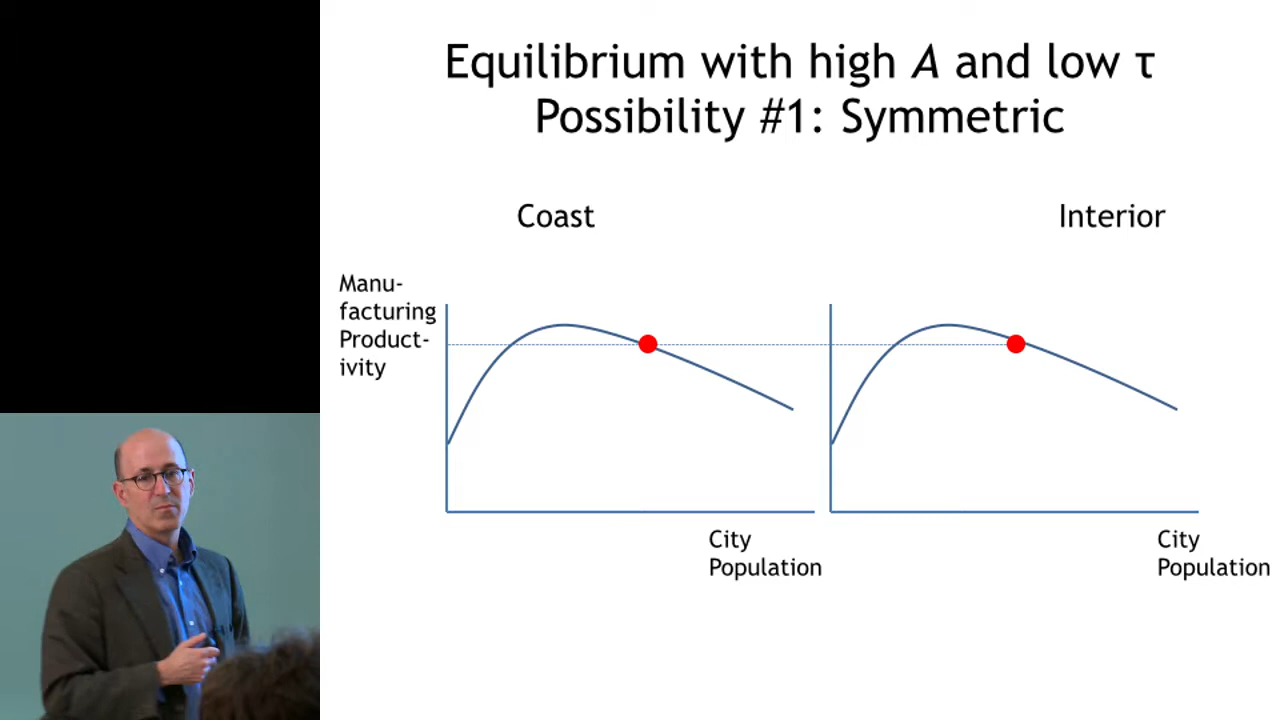 Equilibrium with high A and low τ
Possibility #1: Symmetric
Coast
Interior
Manu-
facturing
Product-
ivity
City
Population
City
Population